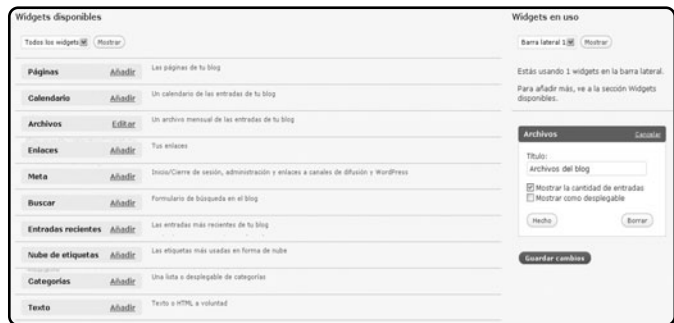 Widgets disponibles
Todos los widgets Mostrar
Páginas Añadir Las páginas de tu blog
Calendario Añadir Un calendario de las entradas de tu blog
Archivos Editar Un archivo mensual de las entradas de tu blog
Enlaces Añadir Tus enlaces
Meta Añadir Inicio/Cierre de sesión, administración y enlaces a canales de difusión y WordPress
Buscar Añadir Formulario de búsqueda en el blog
Entradas recientes Añadir Las entradas más recientes de tu blog
Nube de etiquetas Añadir Las etiquetas más usadas en forma de nube
Categorías Añadir Una lista o desplegable de categorías
Texto Añadir Texto o HTML a voluntad
Widgets en uso
Barra lateral 1 Mostrar
Estás usando 1 widgets en la barra lateral.
Para añadir más, ve a la sección Widgets
disponibles.
Archivos Cancelar
Título:
Archivos del blog
Mostrar la cantidad de entradas
Mostrar como desplegable
Hecho Borrar
Guardar cambios